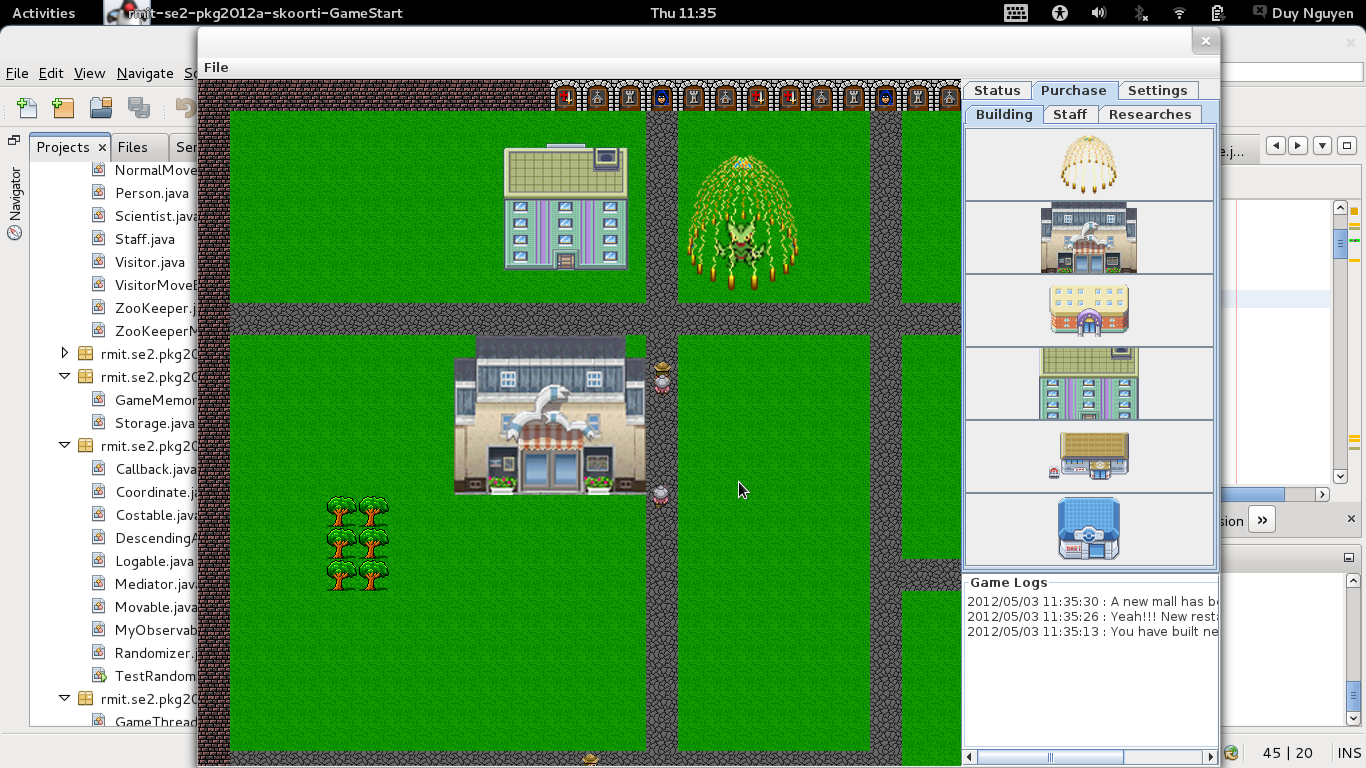 Activities
rmit-se2-pkg2012a-skoorti-GameStart
Thu 11:35
Duy Nguyen
File Edit View Navigate
File
Projects
Files
Navigator
NormalMove
Person.java
Scientist.java
Staff.java
Visitor.java
VisitorMove
ZooKeeper.j
ZooKeeperM
rmit.se2.pkg20
rmit.se2.pkg20
GameMemor
Storage.java
rmit.se2.pkg20
Callback.java
Coordinate.j
Costable.java
DescendingA
Logable.java
Mediator.jav
Movable.java
MyObservab
Randomizer.
TestRandom
rmit.se2.pkg20
GameThread
Status Purchase Settings
Building Staff Researches
MART
Game Logs
2012/05/03 11:35:30 : A new mall has be
2012/05/03 11:35:26 : Yeah!!! New resta
2012/05/03 11:35:13 : You have built ne
e.j...
sion
45 | 20
INS